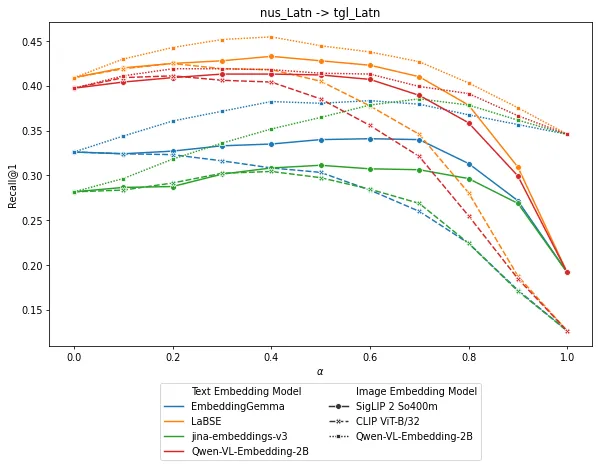 nus_Latn -> tgl_Latn
Recall@1
0.45
0.40
0.35
0.30
0.25
0.20
0.15
0.0
0.2
0.4
0.6
0.8
1.0
α
Text Embedding Model
EmbeddingGemma
LaBSE
jina-embeddings-v3
Qwen-VL-Embedding-2B
Image Embedding Model
SigLIP 2 So400m
CLIP ViT-B/32
Qwen-VL-Embedding-2B